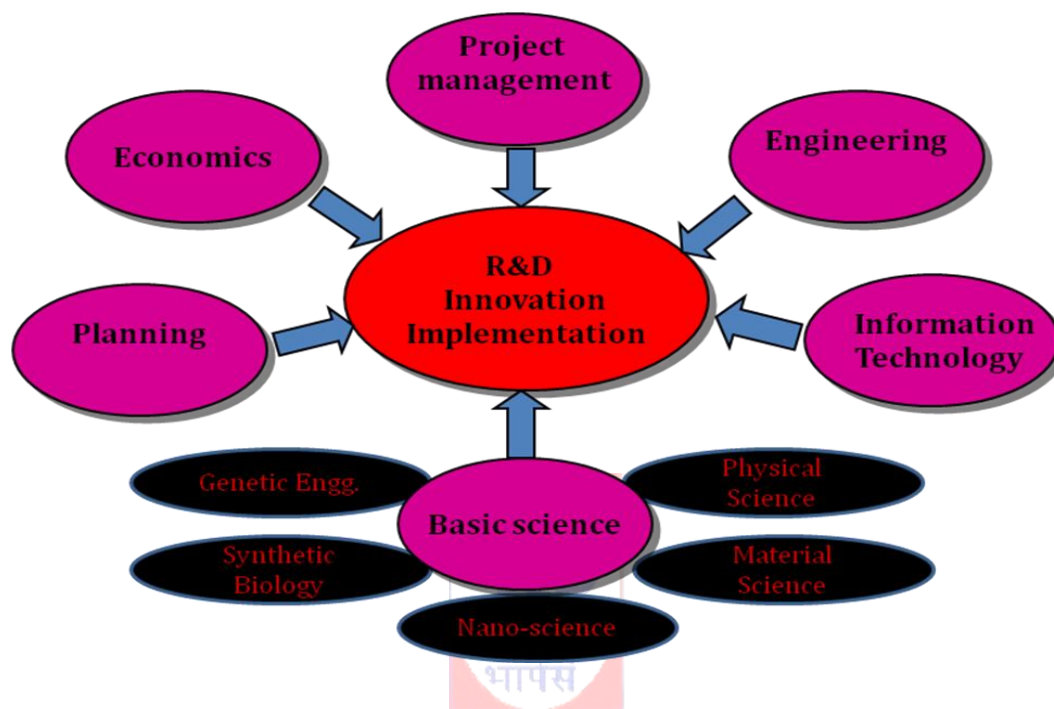 Project
management
Economics
Engineering
R&D
Innovation
Implementation
Planning
Information
Technology
Genetic Engg.
Physical
Science
Basic science
Synthetic
Biology
Material
Science
Nano-science
भापस